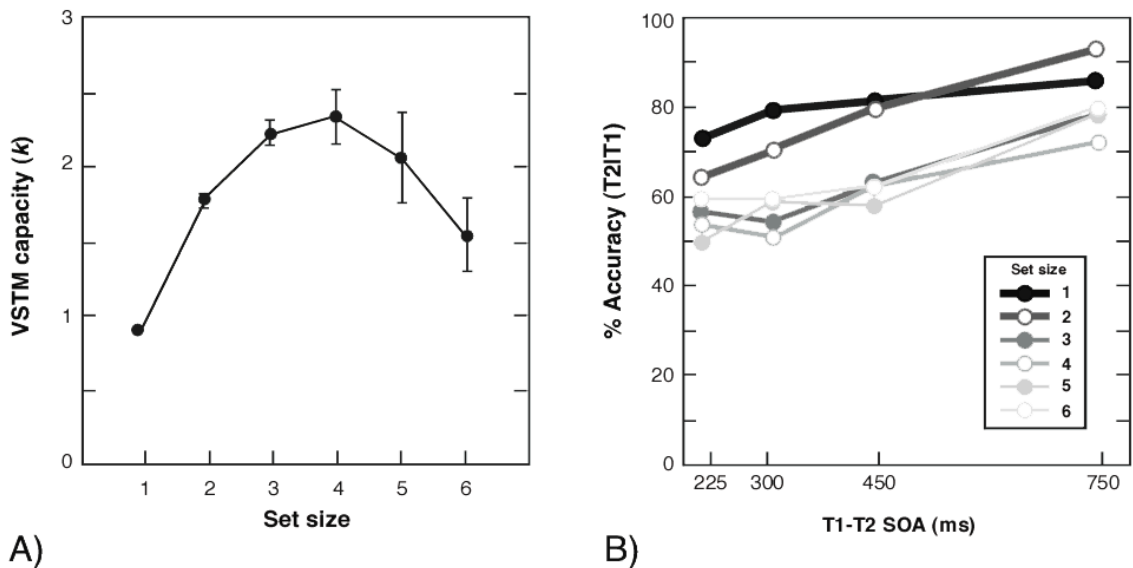 3
2
1
0
VSTM capacity (k)
1 2 3 4 5 6
Set size
A)
100
80
60
40
20
0
% Accuracy (T2|T1)
Set size
1
2
3
4
5
6
225 300 450 750
T1-T2 SOA (ms)
B)